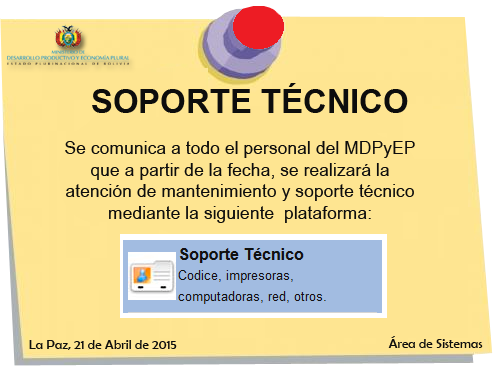 MINISTERIO DE
DESARROLLO PRODUCTIVO Y ECONOMÍA PLURAL
ESTADO PLURINACIONAL DE BOLIVIA
SOPORTE TÉCNICO
Se comunica a todo el personal del MDPyEP
que a partir de la fecha, se realizará la
atención de mantenimiento y soporte técnico
mediante la siguiente plataforma:
Soporte Técnico
Codice, impresoras,
computadoras, red, otros.
La Paz, 21 de Abril de 2015
Área de Sistemas